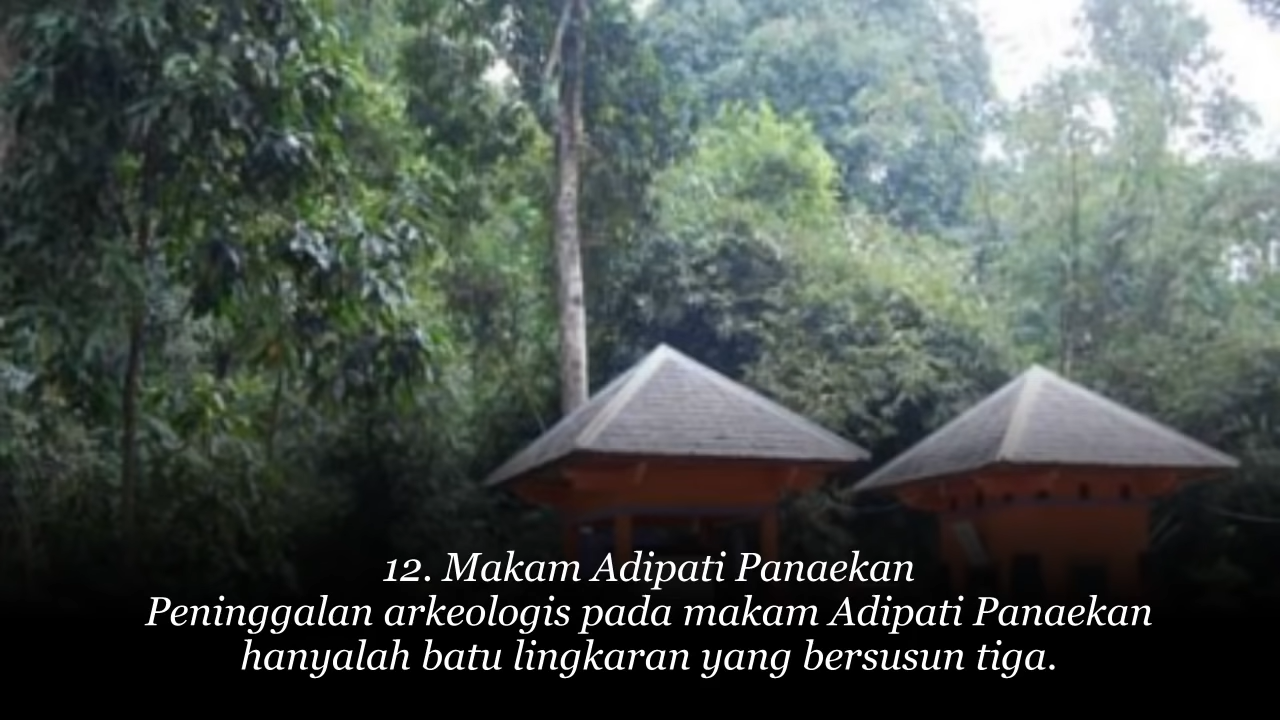 12. Makam Adipati Panaekan
Peninggalan arkeologis pada makam Adipati Panaekan
hanyalah batu lingkaran yang bersusun tiga.